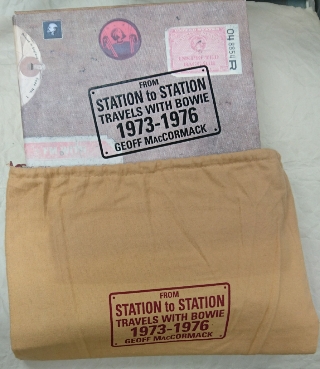 FROM
STATION to STATION
TRAVELS WITH BOWIE
1973-1976
GEOFF MACCORMACK
FROM
STATION to STATION
TRAVELS WITH BOWIE
1973-1976
GEOFF MACCORMACK